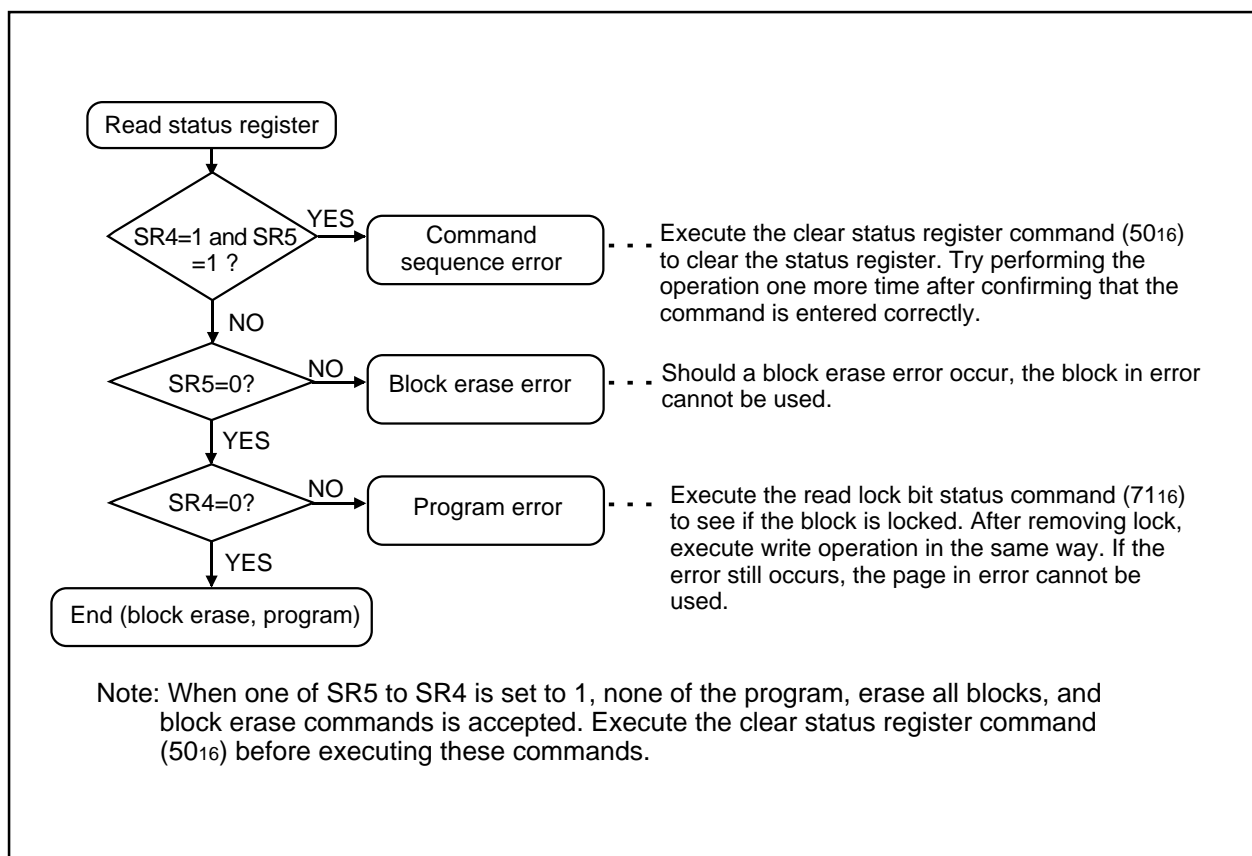 Read status register
SR4=1 and SR5
=1 ?
YES
Command
sequence error
Execute the clear status register command (5016)
to clear the status register. Try performing the
operation one more time after confirming that the
command is entered correctly.
NO
SR5=0?
NO
Block erase error
Should a block erase error occur, the block in error
cannot be used.
YES
SR4=0?
NO
Program error
Execute the read lock bit status command (7116)
to see if the block is locked. After removing lock,
execute write operation in the same way. If the
error still occurs, the page in error cannot be
used.
YES
End (block erase, program)
Note: When one of SR5 to SR4 is set to 1, none of the program, erase all blocks, and
block erase commands is accepted. Execute the clear status register command
(5016) before executing these commands.